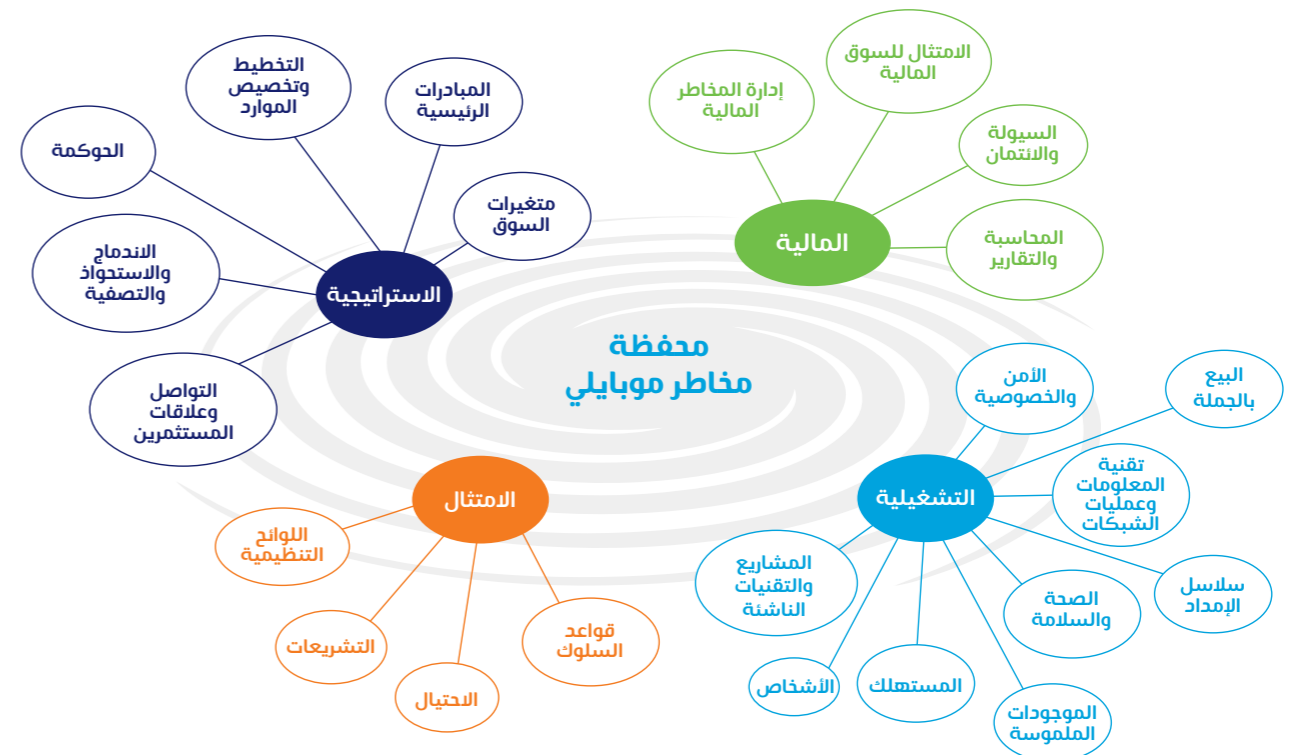 محفظة
مخاطر موبايلي
المالية
الامتثال للسوق
المالية
إدارة المخاطر
المالية
السيولة
والائتمان
المحاسبة
والتقارير
الاستراتيجية
متغيرات
السوق
المبادرات
الرئيسية
التخطيط
وتخصيص
الموارد
الحوكمة
الاندماج
والاستحواذ
والتصفية
التواصل
وعلاقات
المستثمرين
التشغيلية
البيع
بالجملة
الأمن
والخصوصية
تقنية
المعلومات
وعمليات
الشبكات
سلاسل
الإمداد
الصحة
والسلامة
الموجودات
الملموسة
المستهلك
الأشخاص
المشاريع
والتقنيات
الناشئة
الامتثال
قواعد
السلوك
الاحتيال
التشريعات
اللوائح
التنظيمية